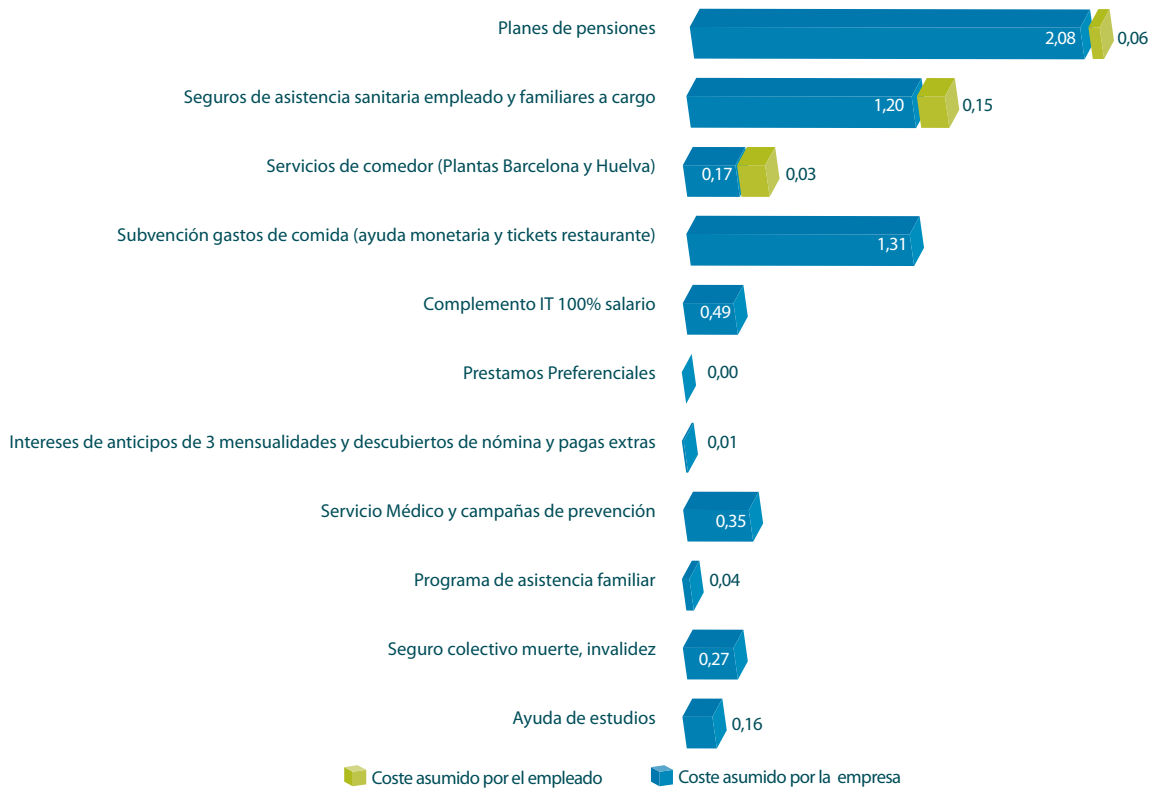 Planes de pensiones 2,08 0,06
Seguros de asistencia sanitaria empleado y familiares a cargo 1,20 0,15
Servicios de comedor (Plantas Barcelona y Huelva) 0,17 0,03
Subvención gastos de comida (ayuda monetaria y tickets restaurante) 1,31
Complemento IT 100% salario 0,49
Prestamos Preferenciales 0,00
Intereses de anticipos de 3 mensualidades y descubiertos de nómina y pagas extras 0,01
Servicio Médico y campañas de prevención 0,35
Programa de asistencia familiar 0,04
Seguro colectivo muerte, invalidez 0,27
Ayuda de estudios 0,16
Coste asumido por el empleado Coste asumido por la empresa